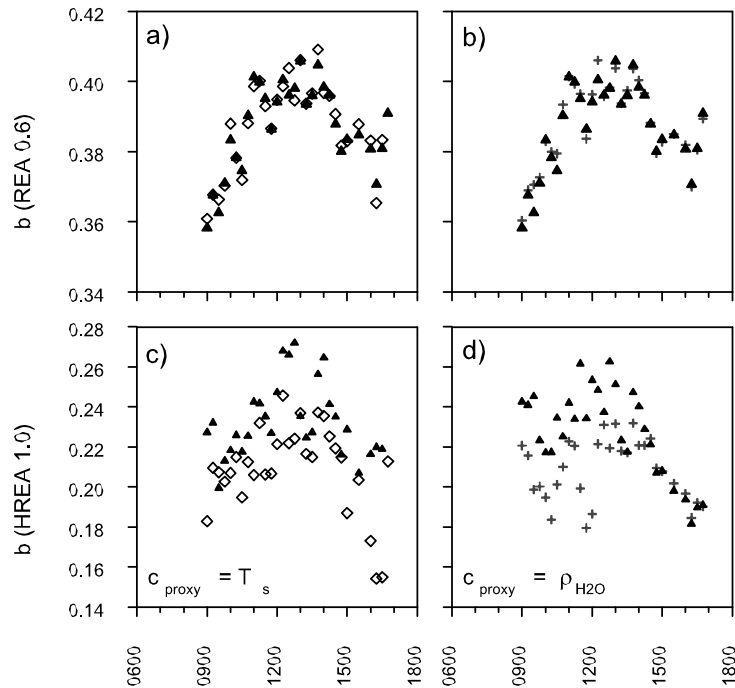 0.42
0.40
0.38
0.36
0.34
b (REA 0.6)
a)
b)
0.28
0.26
0.24
0.22
0.20
0.18
0.16
0.14
b (HREA 1.0)
c)
d)
c proxy = T s
c proxy = ρ H2O
0600
0900
1200
1500
1800
0600
0900
1200
1500
1800